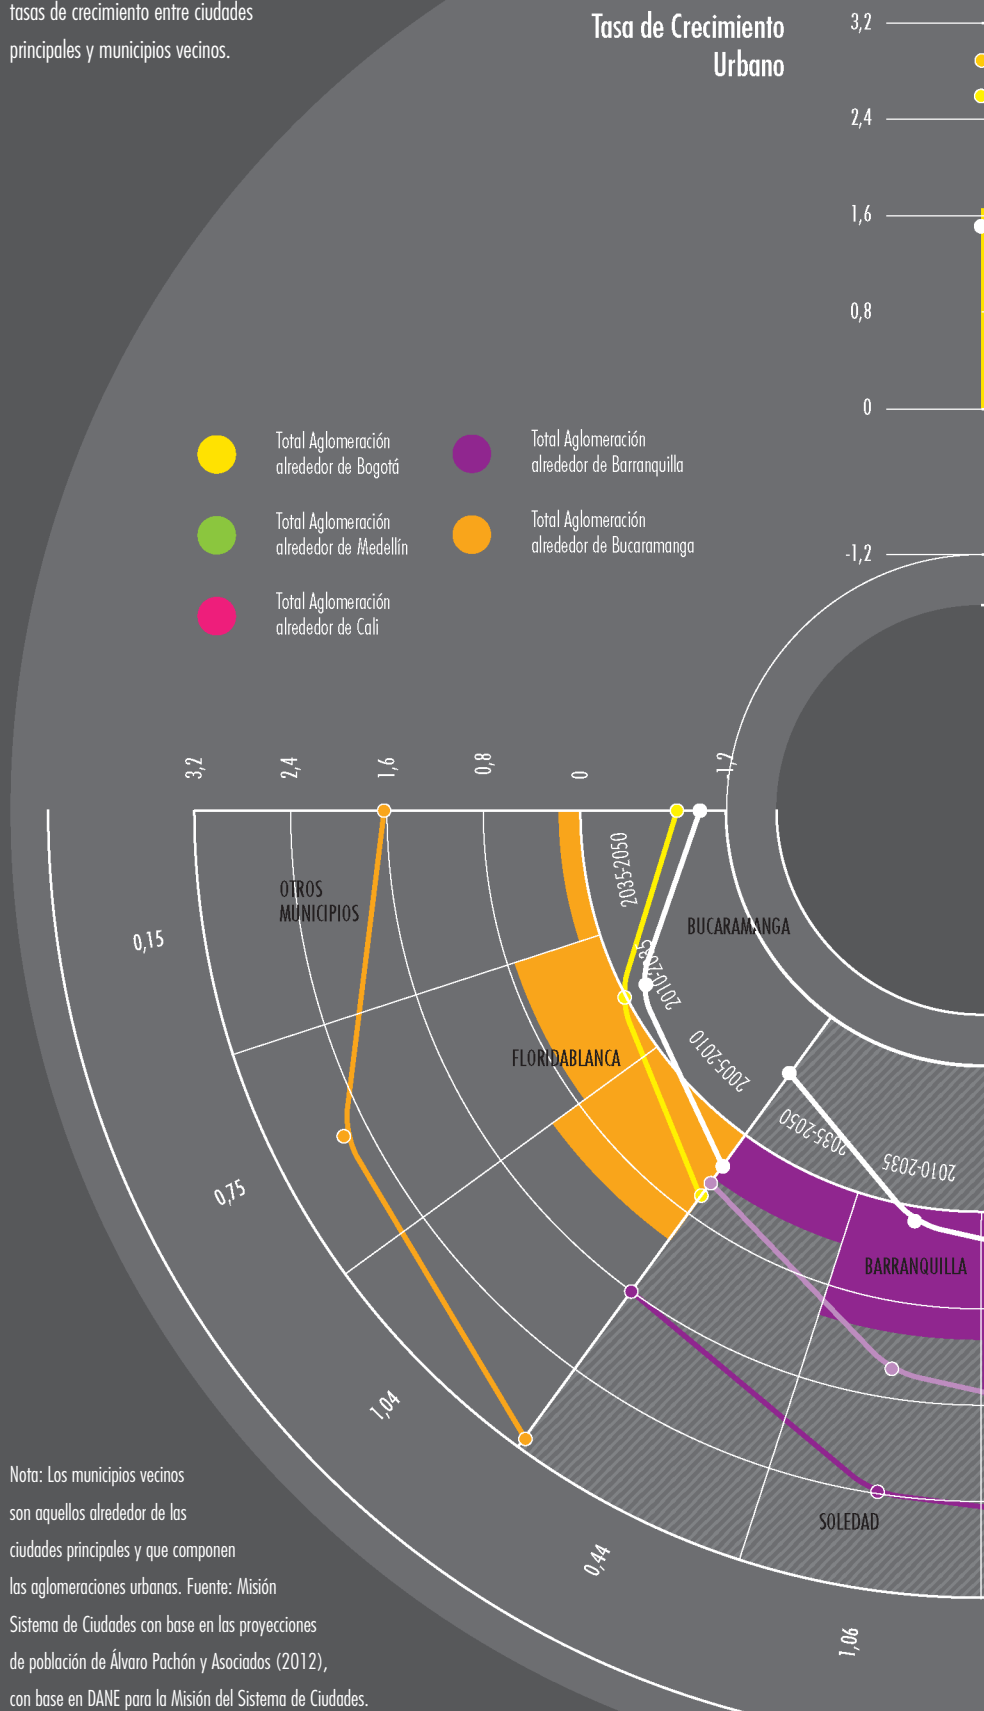 tasas de crecimiento entre ciudades
principales y municipios vecinos.
Tasa de Crecimiento
Urbano
3,2
2,4
1,6
0,8
0
-1,2
Total Aglomeración
alrededor de Bogotá
Total Aglomeración
alrededor de Medellín
Total Aglomeración
alrededor de Cali
Total Aglomeración
alrededor de Barranquilla
Total Aglomeración
alrededor de Bucaramanga
3,2
2,4
1,6
0,8
0
-1,2
OTROS
MUNICIPIOS
FLORIDABLANCA
BUCARAMANGA
2035-2050
2010-2035
2005-2010
2035-2050
2010-2035
BARRANQUILLA
SOLEDAD
0,15
0,75
1,04
0,44
1,06
Nota: Los municipios vecinos
son aquellos alrededor de las
ciudades principales y que componen
las aglomeraciones urbanas. Fuente: Misión
Sistema de Ciudades con base en las proyecciones
de población de Álvaro Pachón y Asociados (2012),
con base en DANE para la Misión del Sistema de Ciudades.